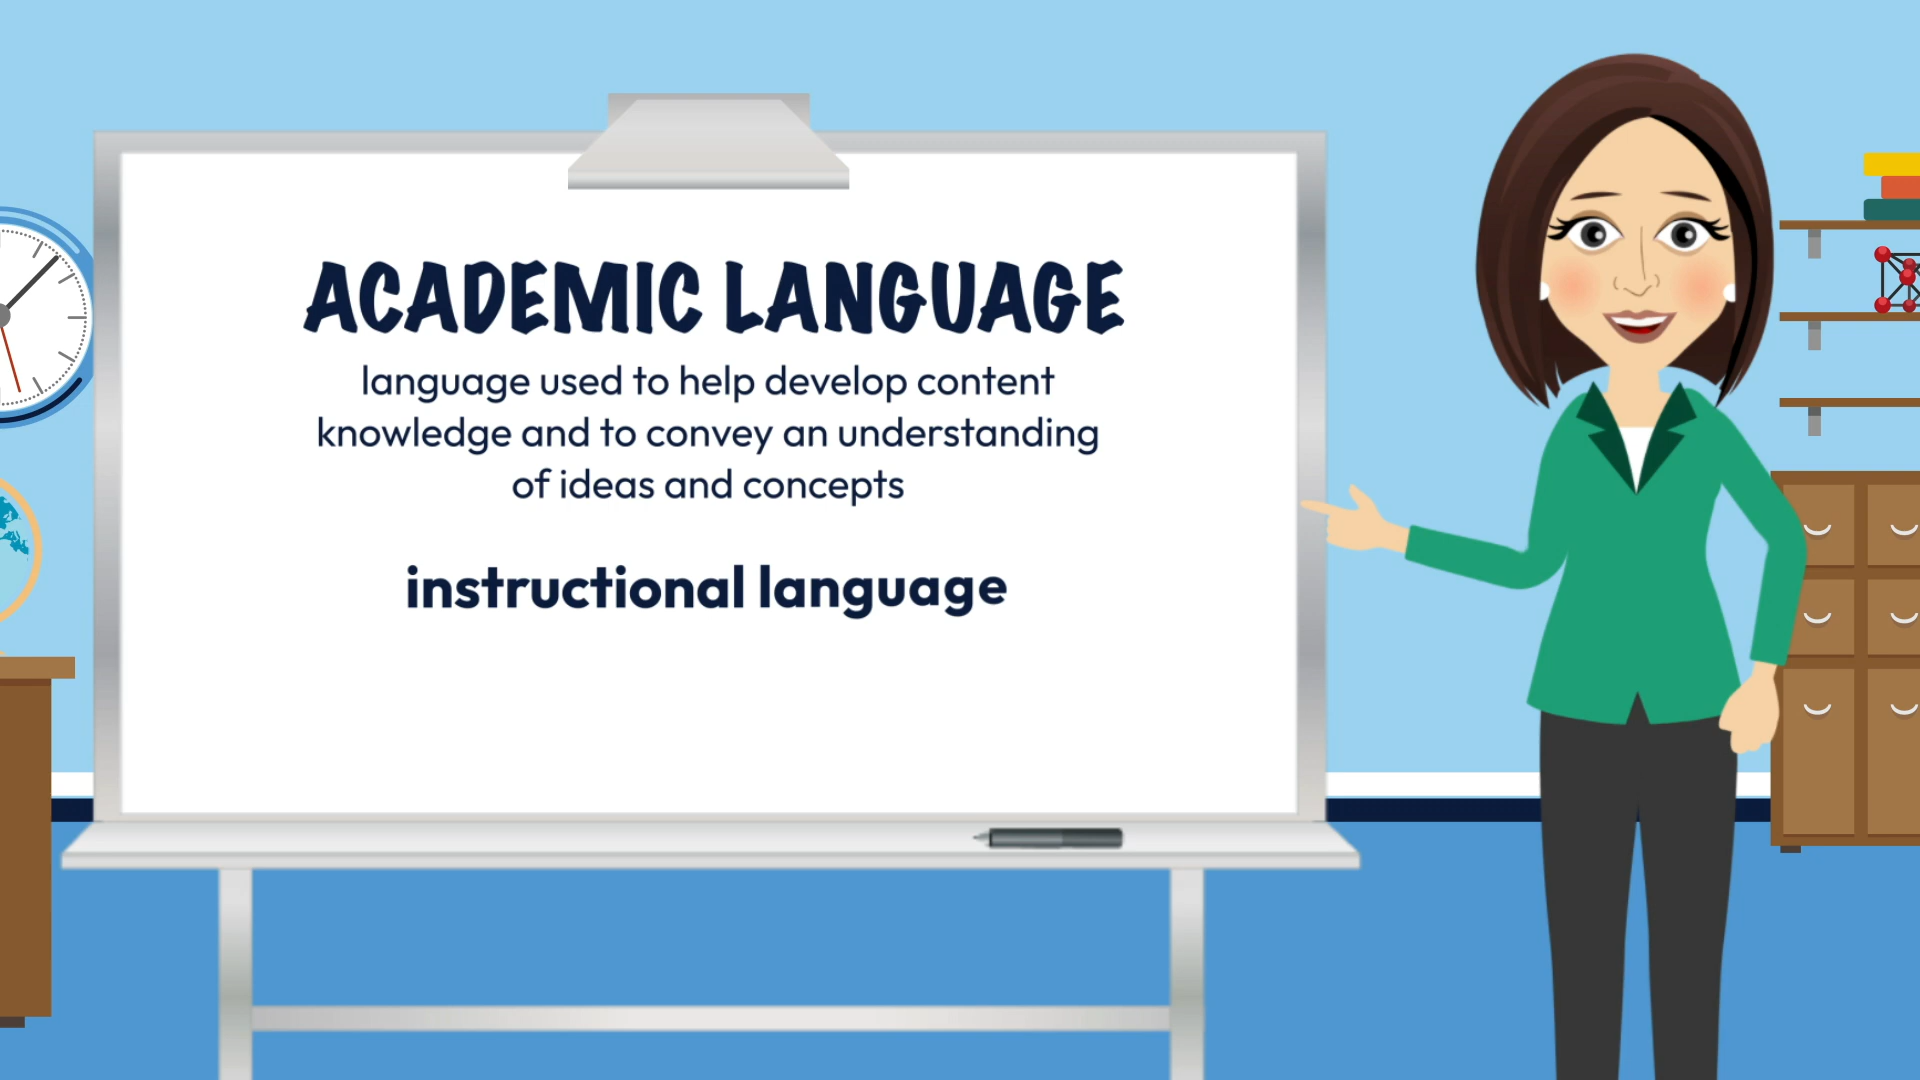 ACADEMIC LANGUAGE
language used to help develop content
knowledge and to convey an understanding
of ideas and concepts
instructional language